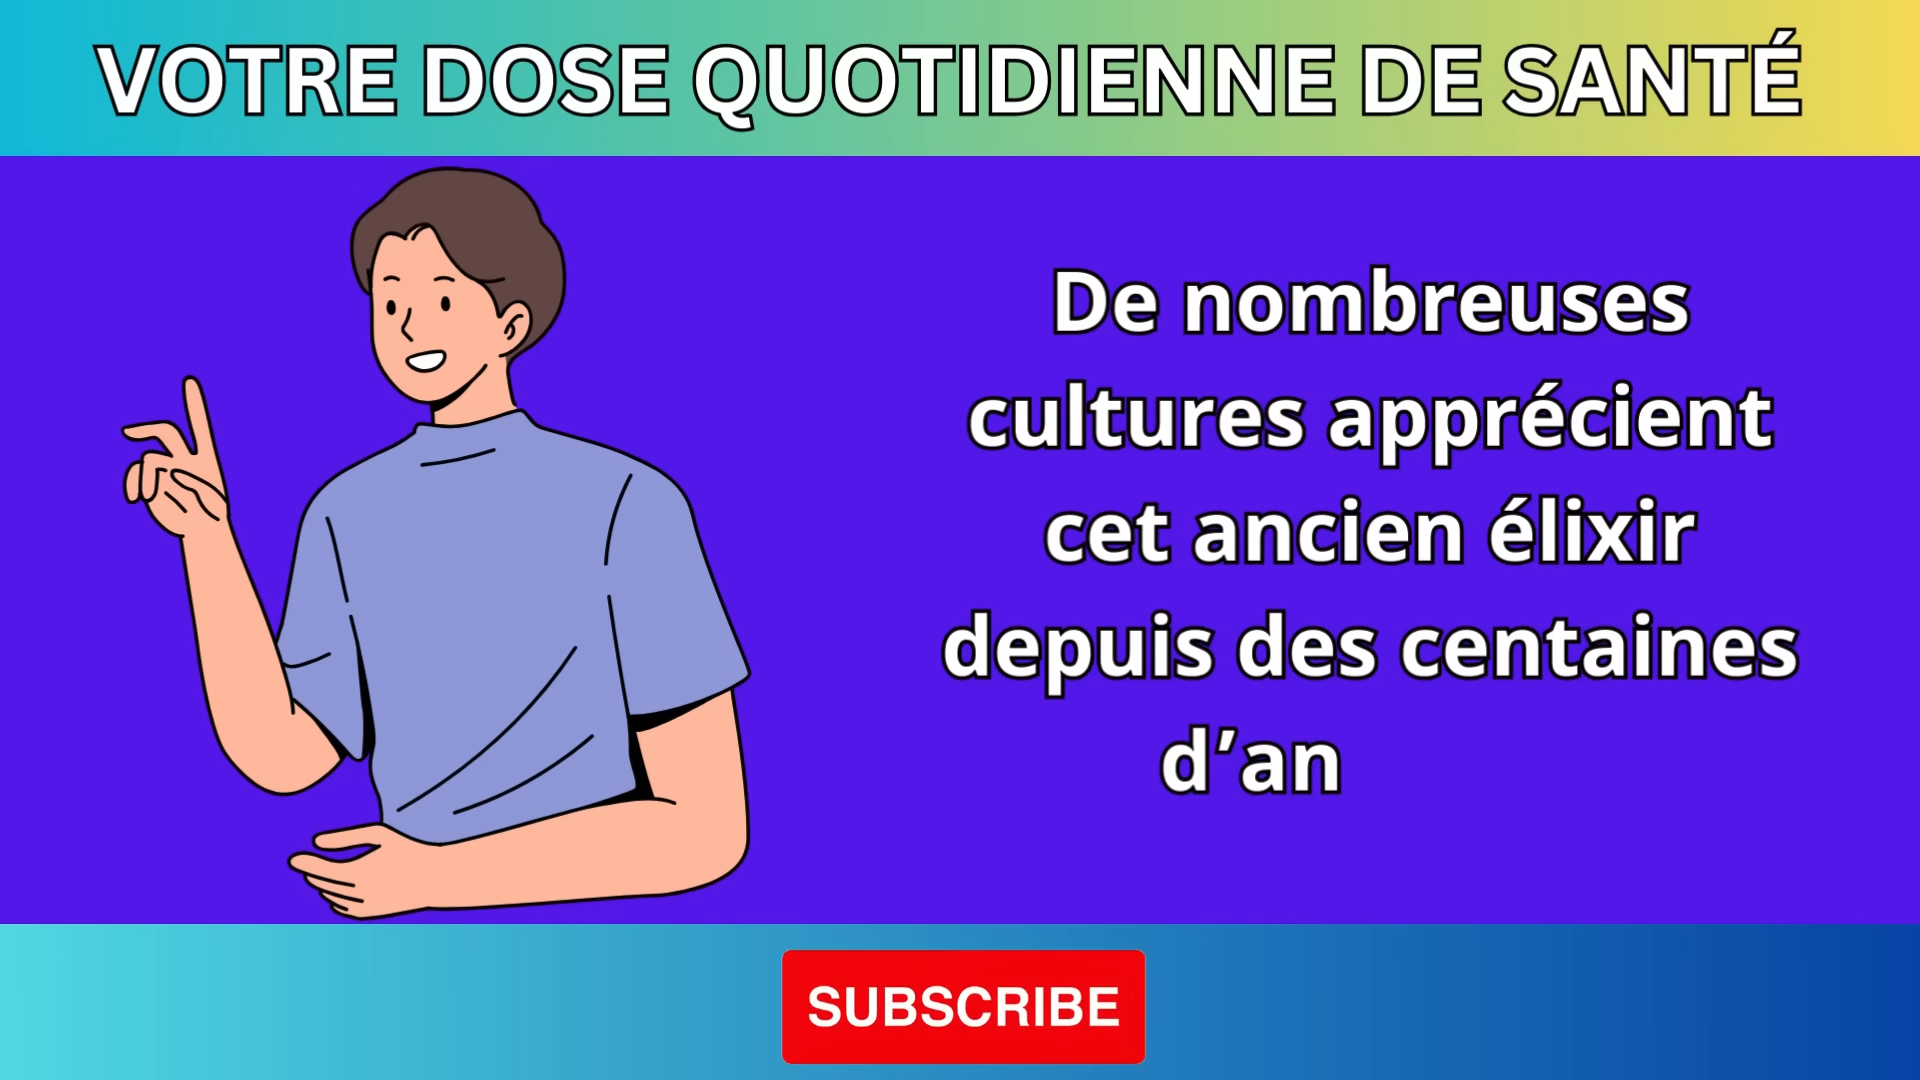 VOTRE DOSE QUOTIDIENNE DE SANTÉ
De nombreuses
cultures apprécient
cet ancien élixir
depuis des centaines
d’an
SUBSCRIBE